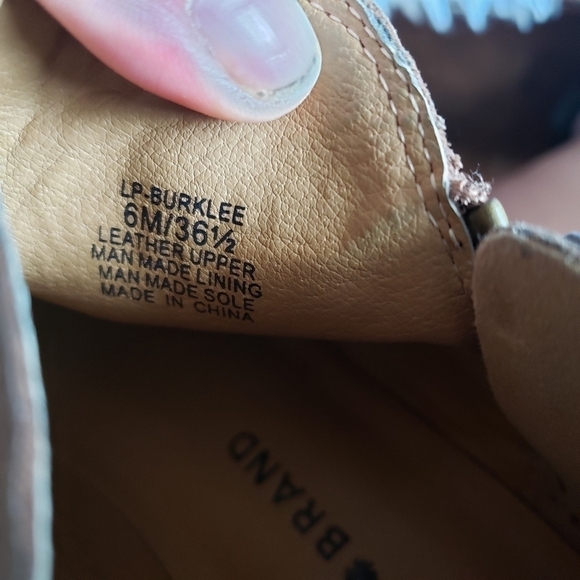 LP-BURKLEE
6M/36½
LEATHER UPPER
MAN MADE LINING
MAN MADE SOLE
MADE IN CHINA
BRAND